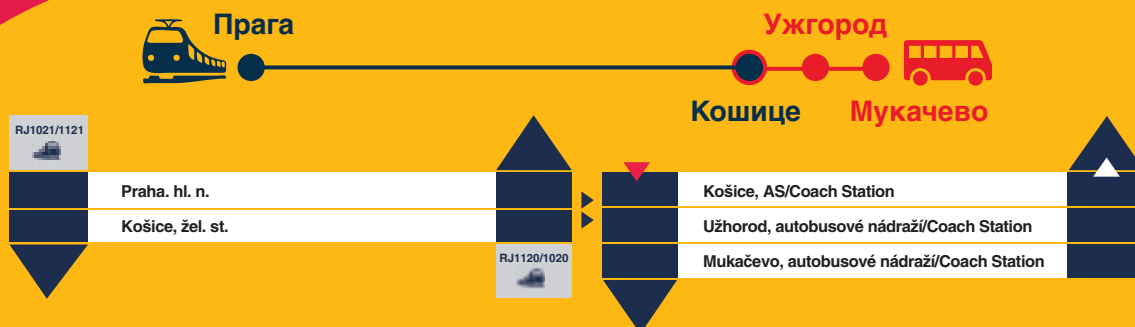 Прага
Ужгород
Кошице
Мукачево
RJ1021/1121
Praha. hl. n.
Košice, žel. st.
RJ1120/1020
Košice, AS/Coach Station
Užhorod, autobusové nádraží/Coach Station
Mukačevo, autobusové nádraží/Coach Station